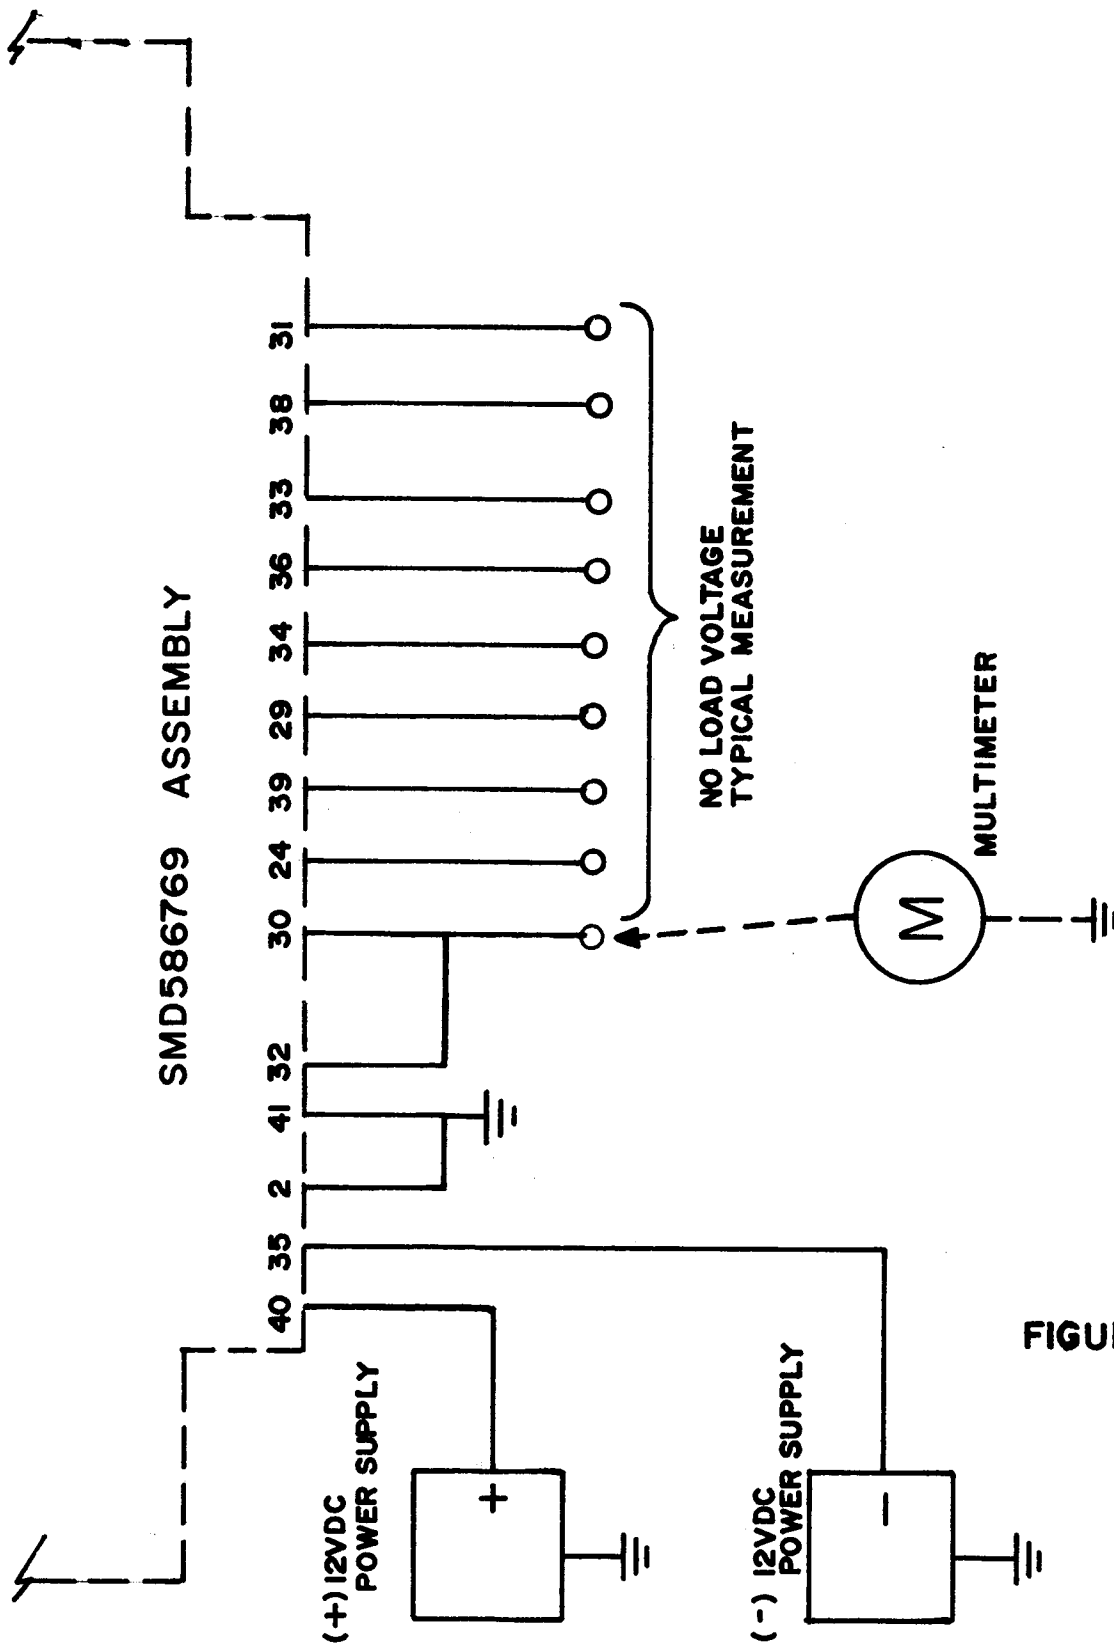 SMD586769 ASSEMBLY
40 35 2 41 32 30 24 39 29 34 36 33 38 31
(+) 12VDC
POWER SUPPLY
+
(-) 12VDC
POWER SUPPLY
-
NO LOAD VOLTAGE
TYPICAL MEASUREMENT
M
MULTIMETER